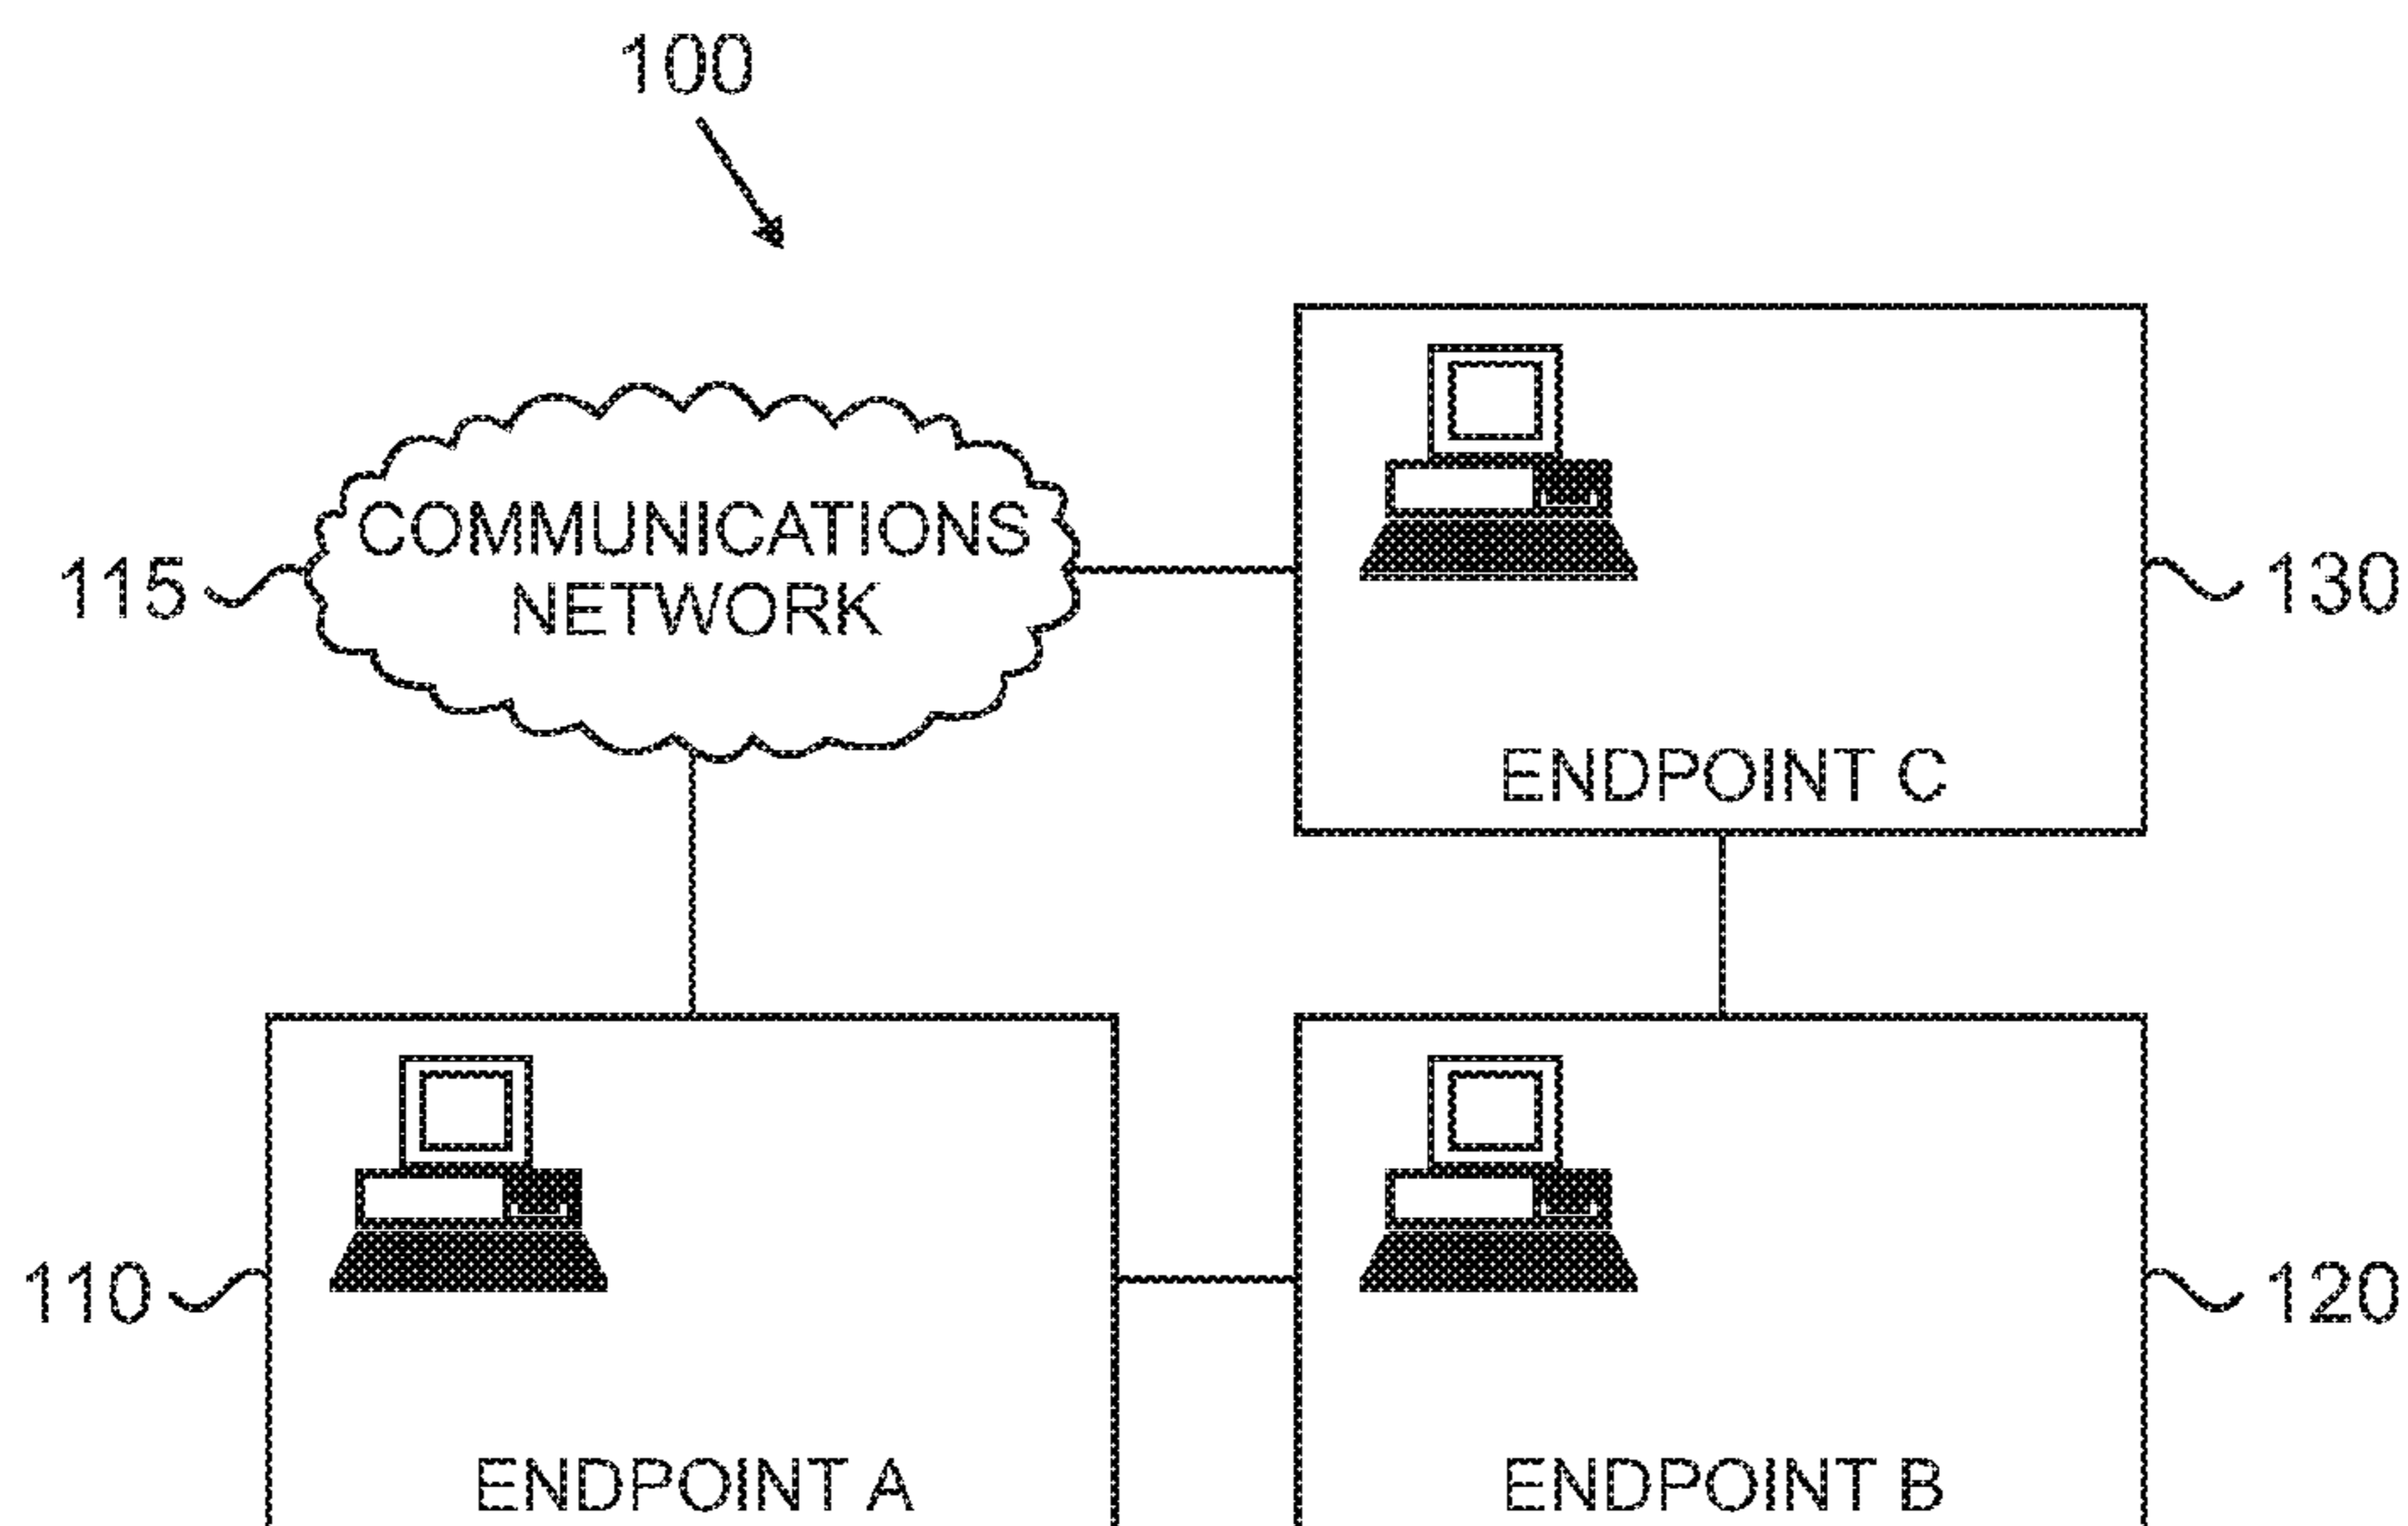 100
COMMUNICATIONS
NETWORK
115
130
ENDPOINT C
110
120
ENDPOINT A
ENDPOINT B